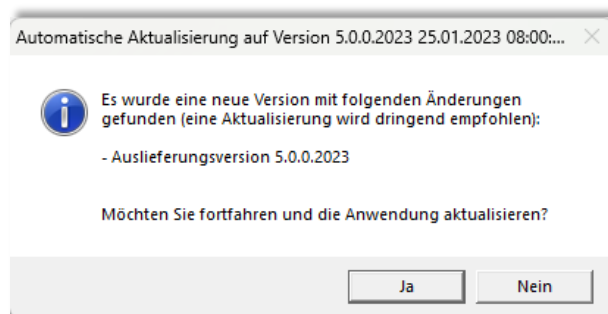 Automatische Aktualisierung auf Version 5.0.0.2023 25.01.2023 08:00:...
Es wurde eine neue Version mit folgenden Änderungen
gefunden (eine Aktualisierung wird dringend empfohlen):
- Auslieferungsversion 5.0.0.2023
Möchten Sie fortfahren und die Anwendung aktualisieren?
Ja
Nein